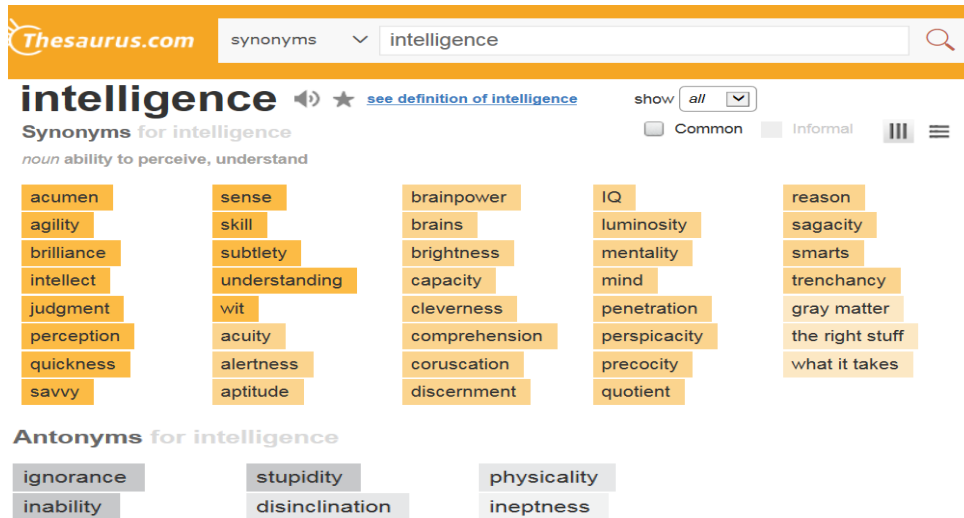 Thesaurus.com
synonyms
intelligence
intelligence see definition of intelligence show all
Synonyms for intelligence Common Informal
noun ability to perceive, understand
acumen sense brainpower IQ reason
agility skill brains luminosity sagacity
brilliance subtlety brightness mentality smarts
intellect understanding capacity mind trenchancy
judgment wit cleverness penetration gray matter
perception acuity comprehension perspicacity the right stuff
quickness alertness coruscation precocity what it takes
savvy aptitude discernment quotient
Antonyms for intelligence
ignorance stupidity physicality
inability disinclination ineptness